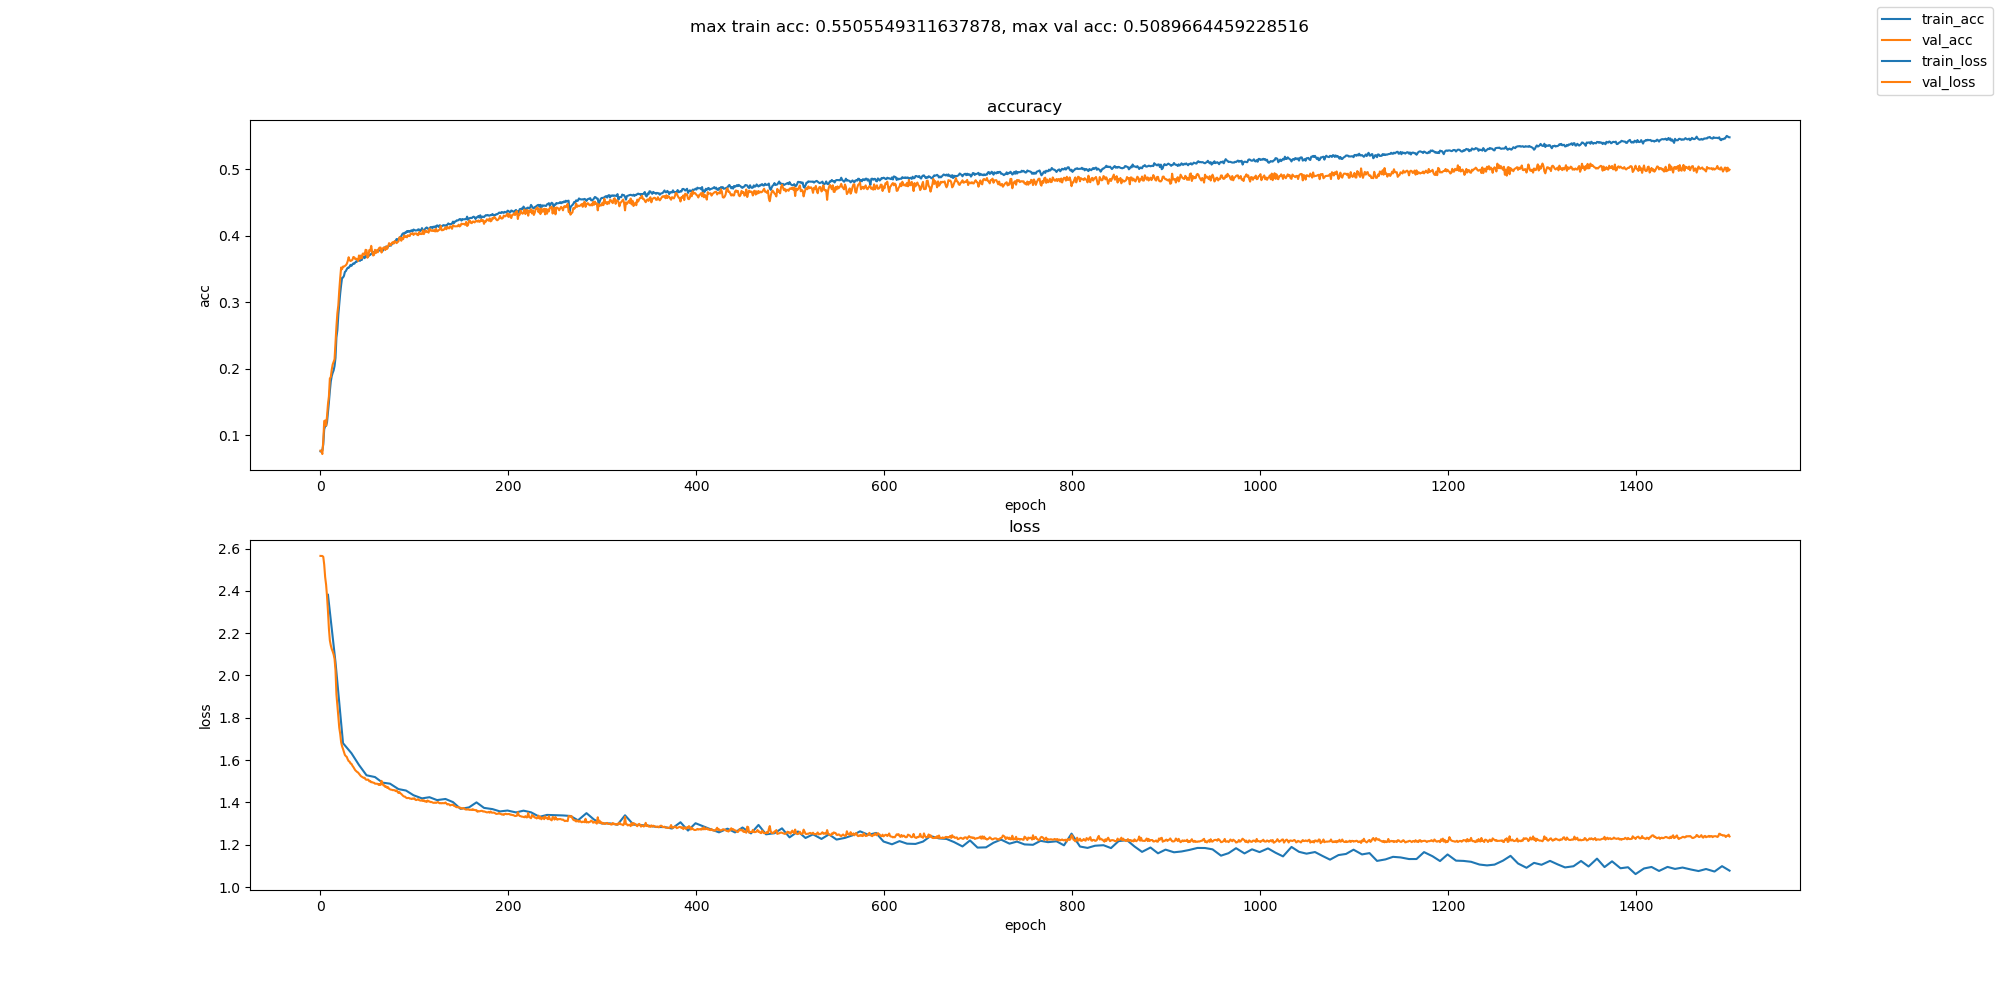 max train acc: 0.5505549311637878, max val acc: 0.5089664459228516
train_acc
val_acc
train_loss
val_loss
accuracy
acc
0.5
0.4
0.3
0.2
0.1
0 200 400 600 800 1000 1200 1400
epoch
loss
loss
2.6
2.4
2.2
2.0
1.8
1.6
1.4
1.2
1.0
0 200 400 600 800 1000 1200 1400
epoch